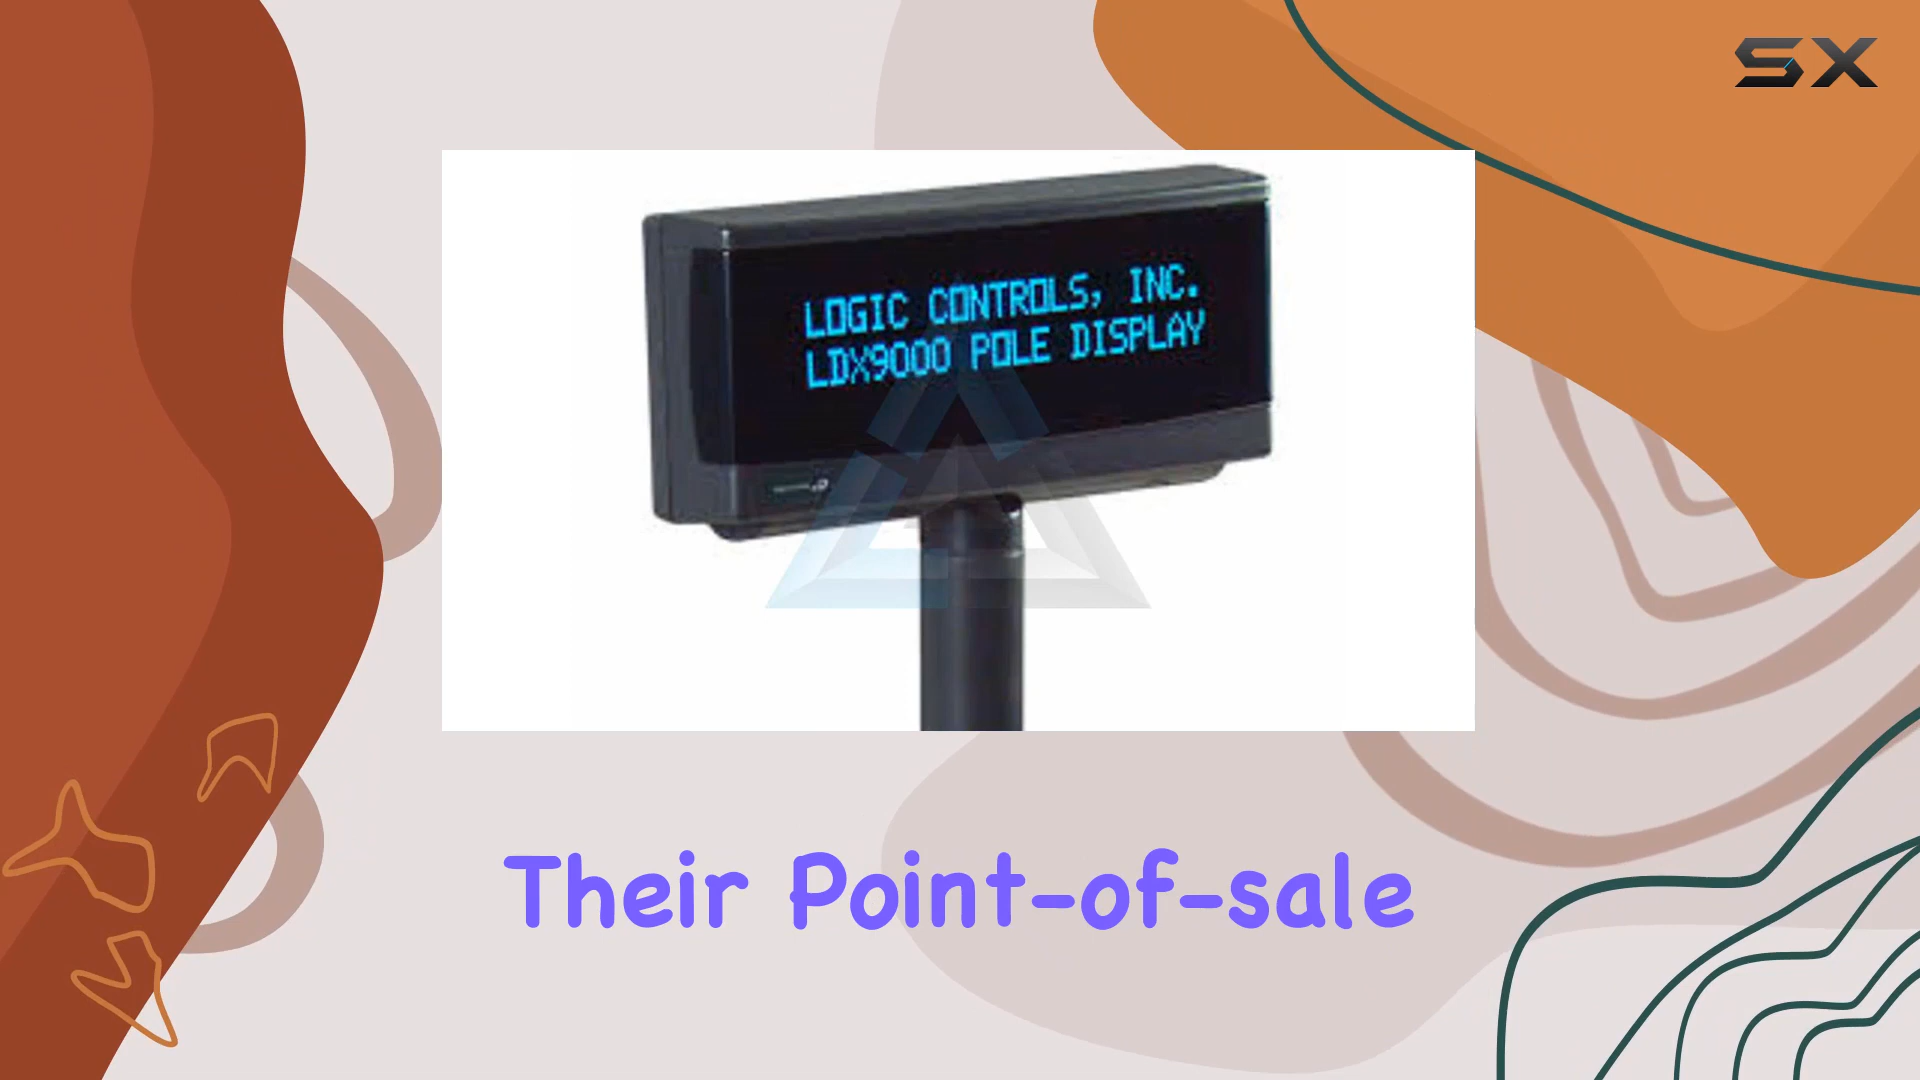 SX
LOGIC CONTROLS, INC.
LDX9000 POLE DISPLAY
Their Point-of-sale